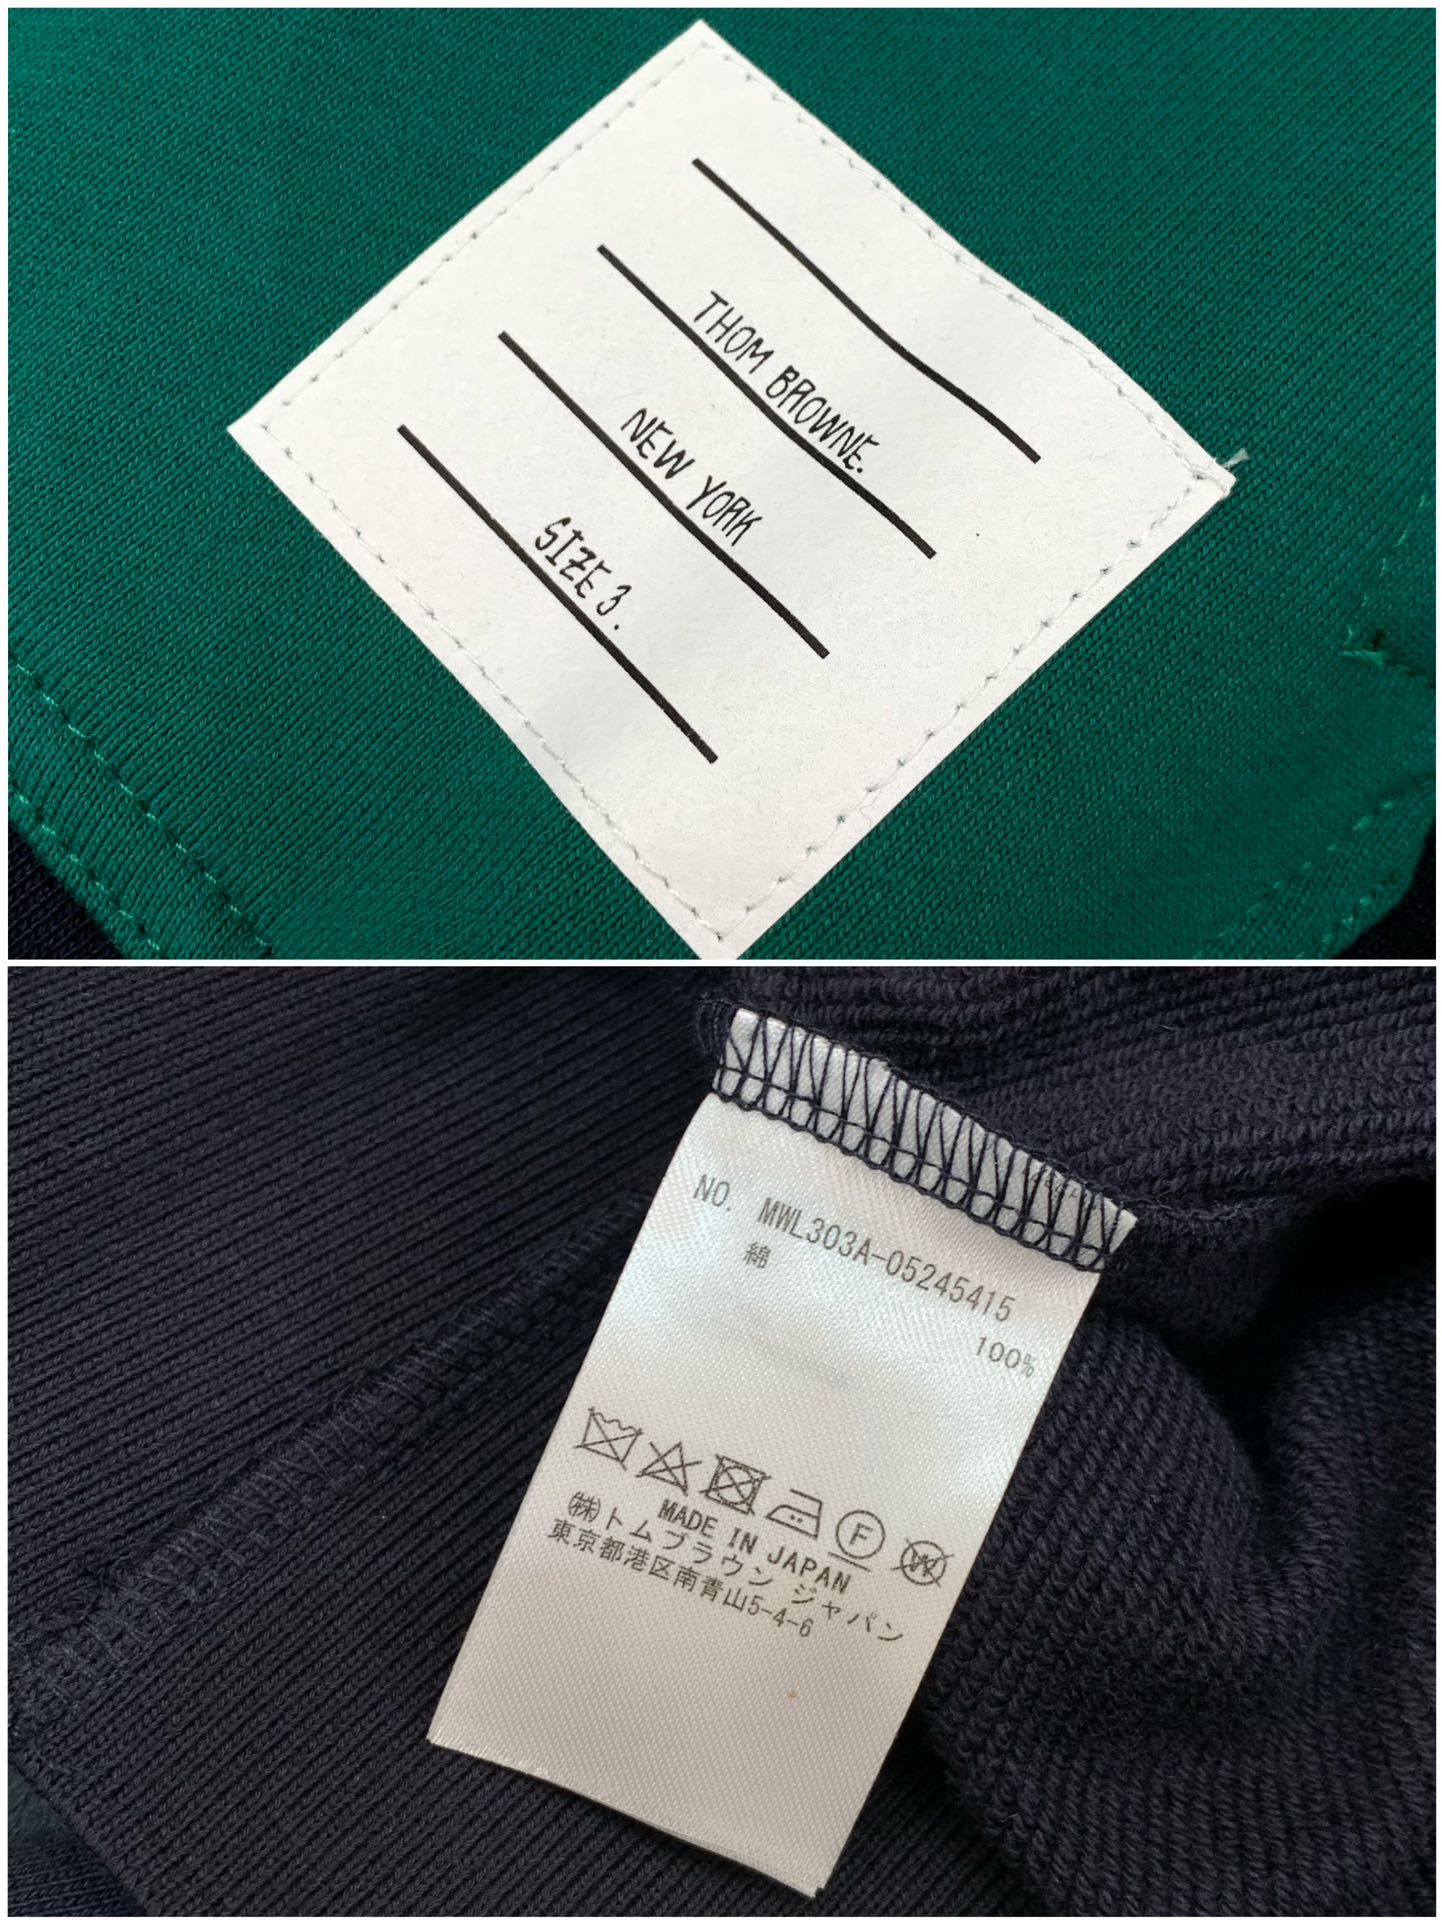 THOM BROWNE.
NEW YORK
SIZE 3.
NO. MWL303A-05245415
綿 100%
F W
MADE IN JAPAN
㈱トムブラウン ジャパン
東京都港区南青山5-4-6